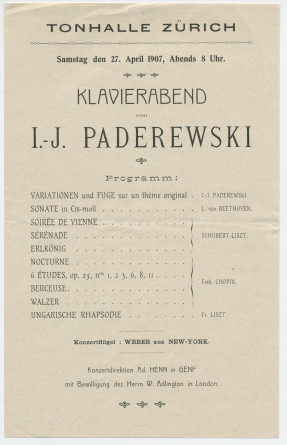 TONHALLE ZÜRICH
Samstag den 27. April 1907, Abends 8 Uhr.
KLAVIERABEND
VON
I.-J. PADEREWSKI
Programm:
VARIATIONEN und FUGE sur un thème original . I.-J. PADEREWSKI.
SONATE in Cis-moll . . . . . . . . . . L. van BEETHOVEN.
SOIRÉE DE VIENNE . . . . . . . . . .
SÉRÉNADE . . . . . . . . . . SCHUBERT-LISZT.
ERLKÖNIG . . . . . . . . . .
NOCTURNE . . . . . . . . . .
6 ÉTUDES, op. 25, nos 1, 2, 3, 6, 8, 11 . . . Fréd. CHOPIN.
BERCEUSE . . . . . . . . . .
WALZER . . . . . . . . . .
UNGARISCHE RHAPSODIE . . . . . . . Fr. LISZT.
Konzertflügel : WEBER aus NEW-YORK.
Konzertdirektion Ad. HENN in GENF
mit Bewilligung des Herrn W. Adlington in London.